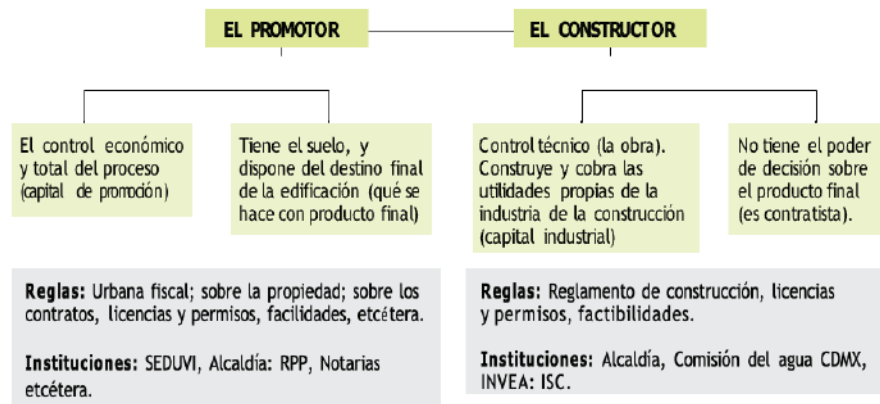 EL PROMOTOR
EL CONSTRUCTOR
El control económico
y total del proceso
(capital de promoción)
Tiene el suelo, y
dispone del destino final
de la edificación (qué se
hace con producto final)
Control técnico (la obra).
Construye y cobra las
utilidades propias de la
industria de la construcción
(capital industrial)
No tiene el poder
de decisión sobre
el producto final
(es contratista).
Reglas: Urbana fiscal; sobre la propiedad; sobre los
contratos, licencias y permisos, facilidades, etcétera.
Instituciones: SEDUVI, Alcaldía: RPP, Notarias
etcétera.
Reglas: Reglamento de construcción, licencias
y permisos, factibilidades.
Instituciones: Alcaldía, Comisión del agua CDMX,
INVEA: ISC.